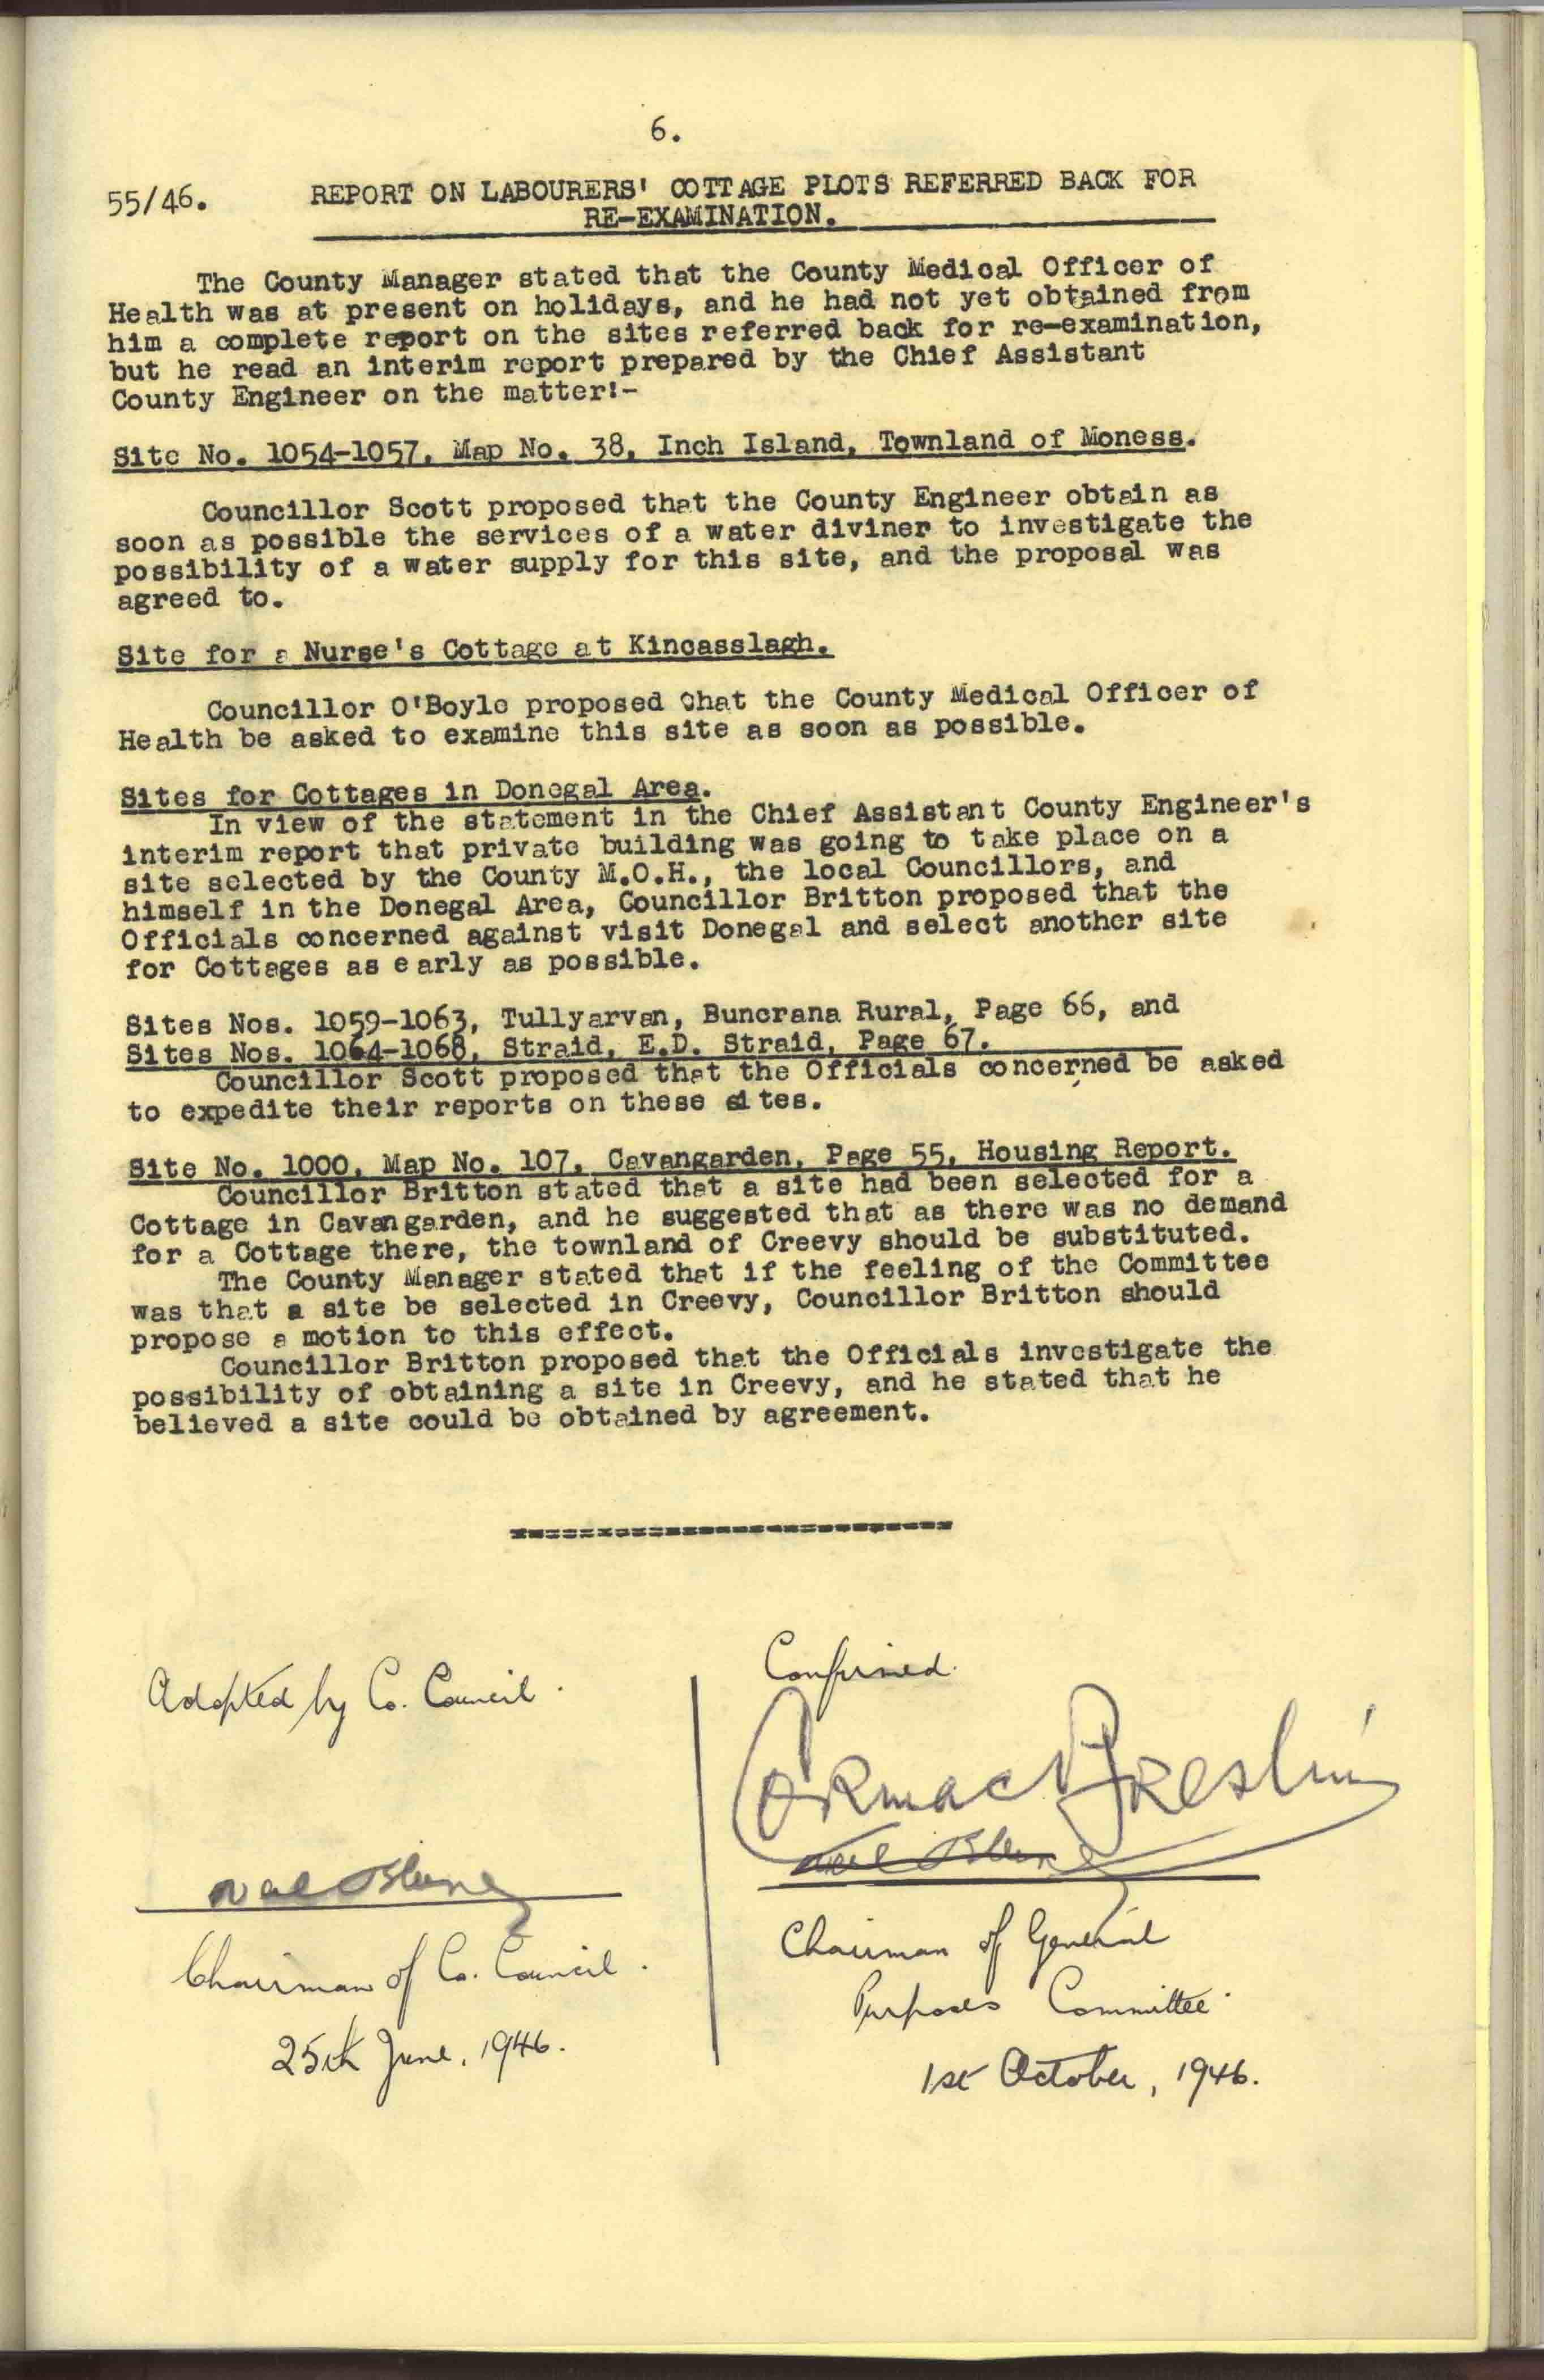 6.
55/46. REPORT ON LABOURERS' COTTAGE PLOTS REFERRED BACK FOR
RE-EXAMINATION.
The County Manager stated that the County Medical Officer of
Health was at present on holidays, and he had not yet obtained from
him a complete report on the sites referred back for re-examination,
but he read an interim report prepared by the Chief Assistant
County Engineer on the matter:-
Site No. 1054-1057, Map No. 38, Inch Island, Townland of Moness.
Councillor Scott proposed that the County Engineer obtain as
soon as possible the services of a water diviner to investigate the
possibility of a water supply for this site, and the proposal was
agreed to.
Site for a Nurse's Cottage at Kincasslagh.
Councillor O'Boyle proposed that the County Medical Officer of
Health be asked to examine this site as soon as possible.
Sites for Cottages in Donegal Area.
In view of the statement in the Chief Assistant County Engineer's
interim report that private building was going to take place on a
site selected by the County M.O.H., the local Councillors, and
himself in the Donegal Area, Councillor Britton proposed that the
Officials concerned against visit Donegal and select another site
for Cottages as early as possible.
Sites Nos. 1059-1063, Tullyarvan, Buncrana Rural, Page 66, and
Sites Nos. 1064-1068, Straid, E.D. Straid, Page 67.
Councillor Scott proposed that the Officials concerned be asked
to expedite their reports on these sites.
Site No. 1000, Map No. 107, Cavangarden, Page 55, Housing Report.
Councillor Britton stated that a site had been selected for a
Cottage in Cavangarden, and he suggested that as there was no demand
for a Cottage there, the townland of Creevy should be substituted.
The County Manager stated that if the feeling of the Committee
was that a site be selected in Creevy, Councillor Britton should
propose a motion to this effect.
Councillor Britton proposed that the Officials investigate the
possibility of obtaining a site in Creevy, and he stated that he
believed a site could be obtained by agreement.
Adopted by Co. Council.
Chairman of Co. Council.
25th June, 1946.
Confirmed.
Cormac Breslin
Chairman of General
Purposes Committee.
1st October, 1946.